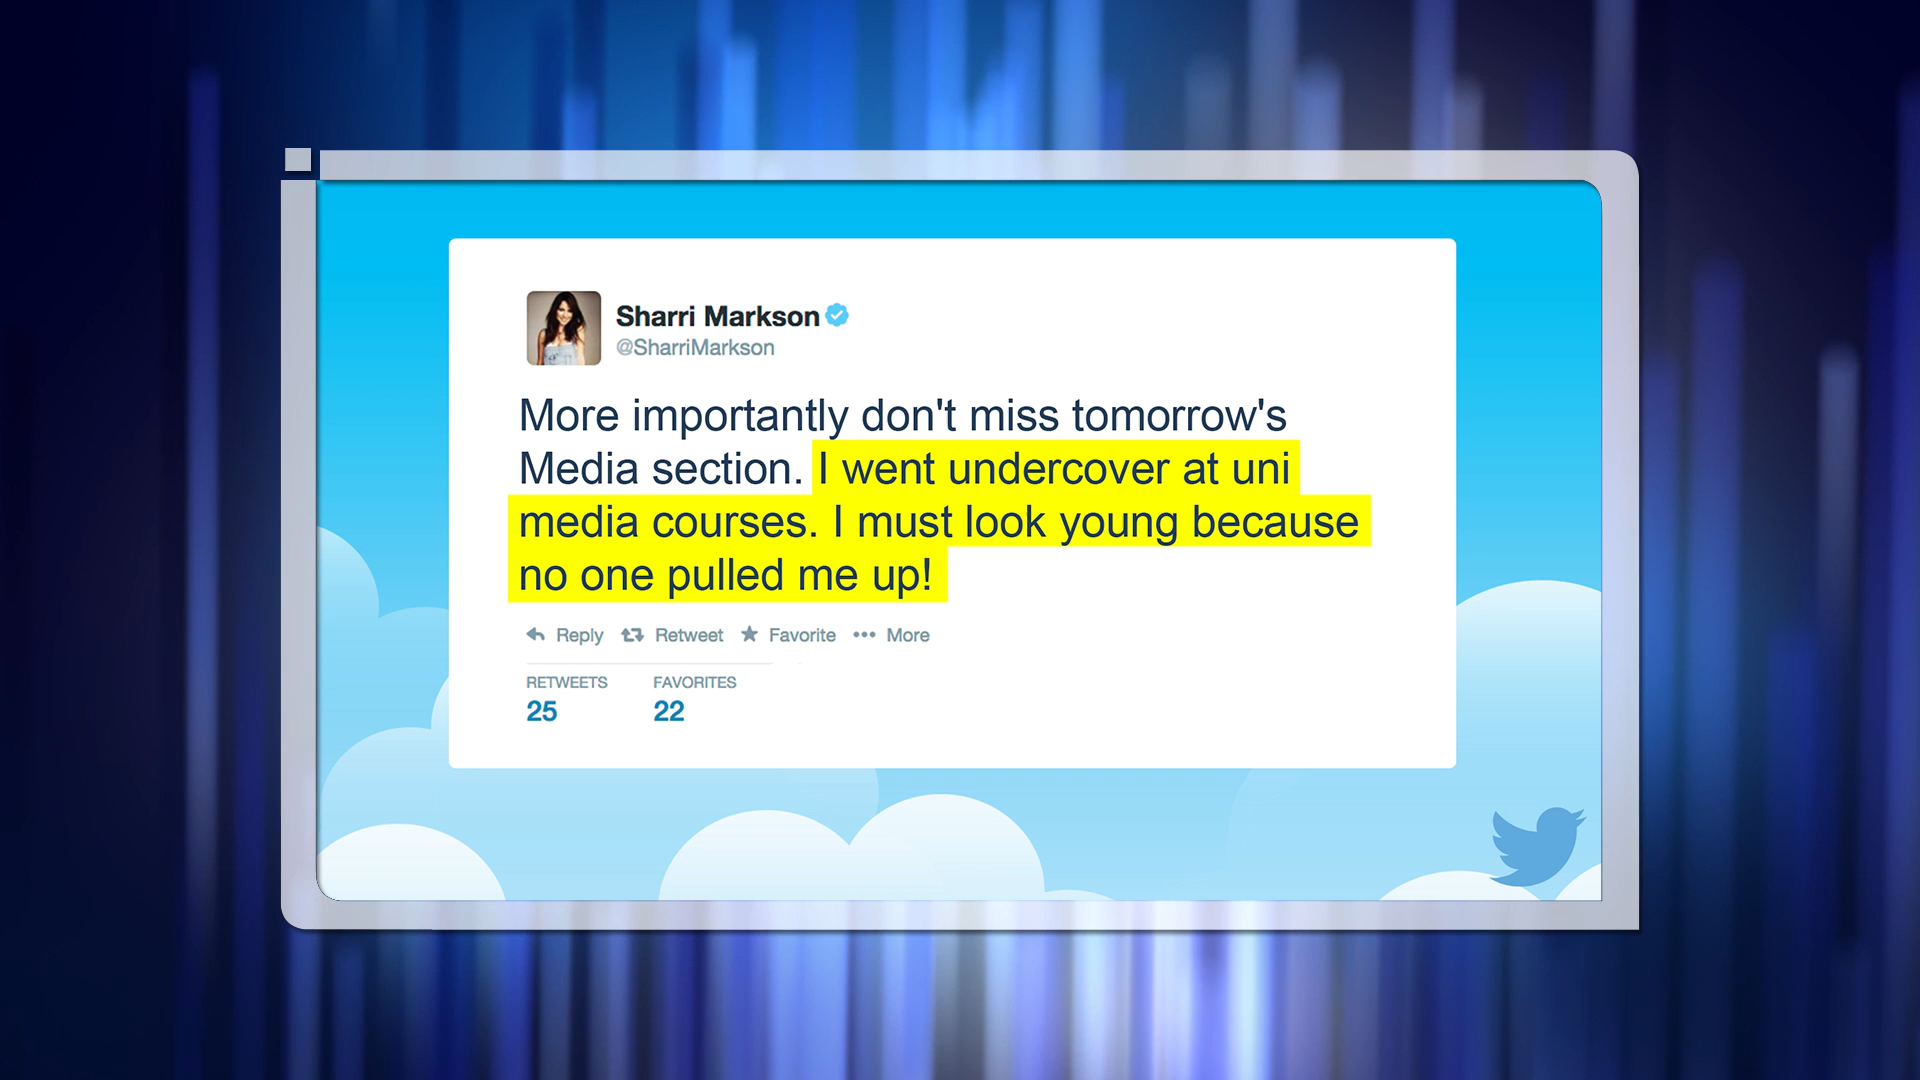 Sharri Markson
@SharriMarkson
More importantly don't miss tomorrow's
Media section. I went undercover at uni
media courses. I must look young because
no one pulled me up!
Reply Retweet Favorite More
RETWEETS FAVORITES
25 22